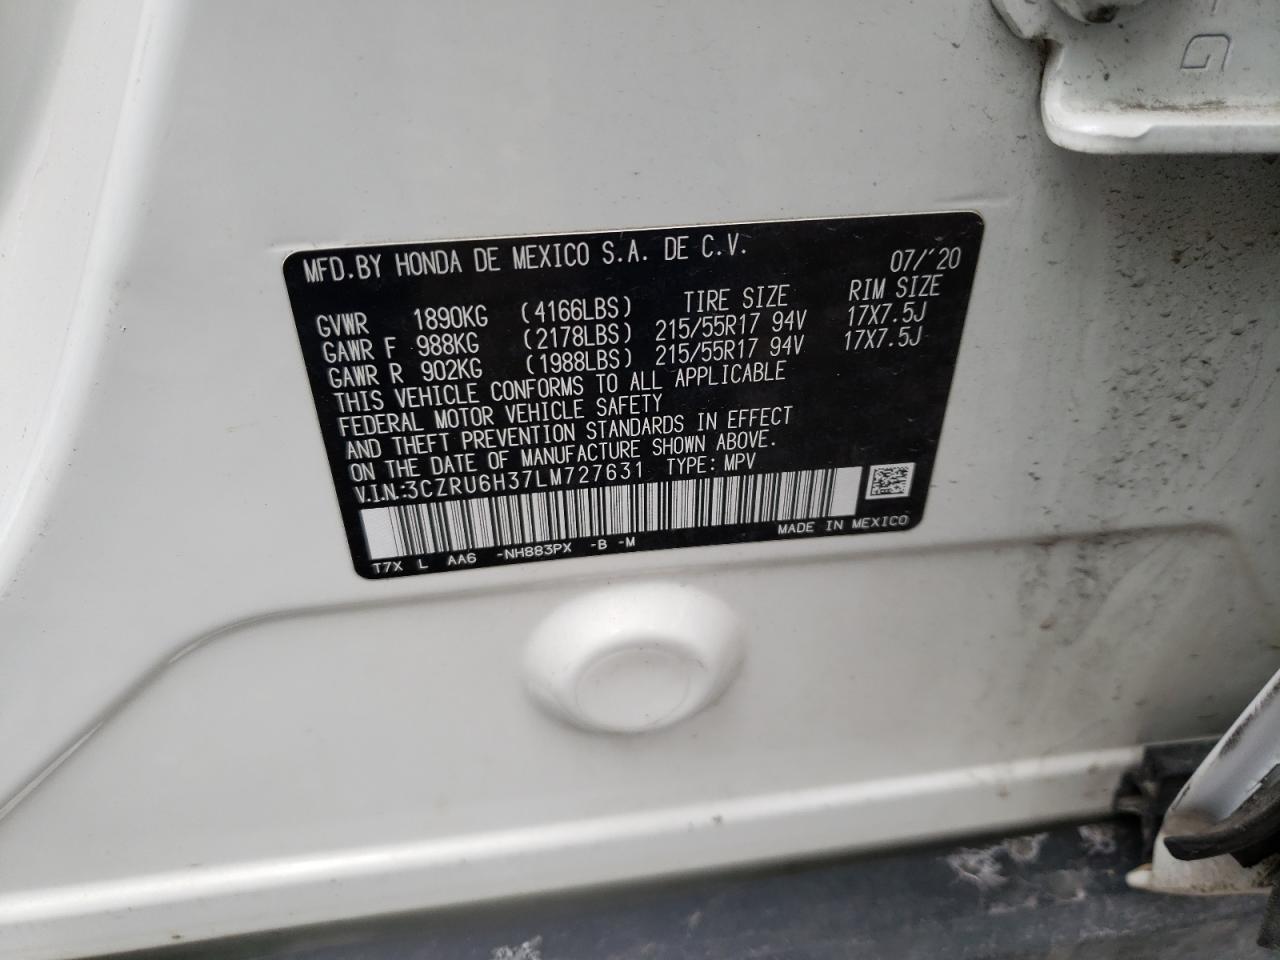 G
MFD.BY HONDA DE MEXICO S.A. DE C.V. 07/'20
GVWR 1890KG (4166LBS) TIRE SIZE RIM SIZE
GAWR F 988KG (2178LBS) 215/55R17 94V 17X7.5J
GAWR R 902KG (1988LBS) 215/55R17 94V 17X7.5J
THIS VEHICLE CONFORMS TO ALL APPLICABLE
FEDERAL MOTOR VEHICLE SAFETY
AND THEFT PREVENTION STANDARDS IN EFFECT
ON THE DATE OF MANUFACTURE SHOWN ABOVE.
V.I.N.:3CZRU6H37LM727631 TYPE: MPV
MADE IN MEXICO
T7X L AA6 -NH883PX -B -M